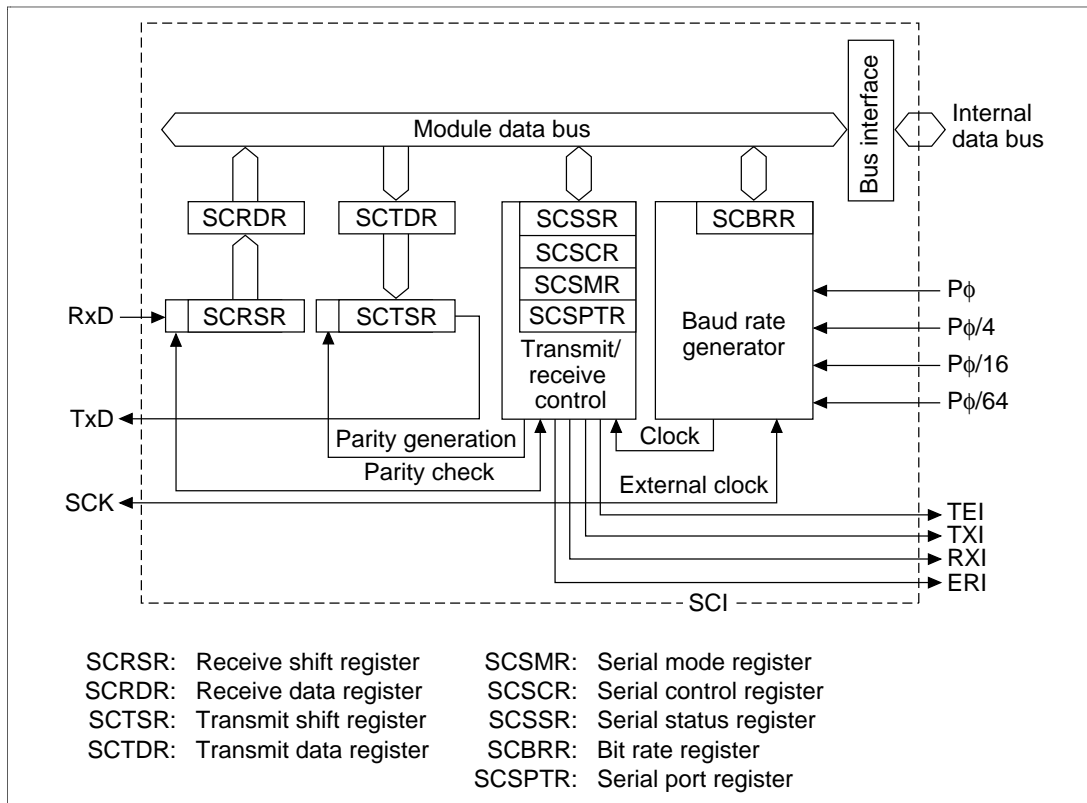 Module data bus
Bus interface
Internal
data bus
SCRDR
SCTDR
SCSSR
SCBRR
SCSCR
SCSMR
SCSPTR
RxD
SCRSR
SCTSR
Transmit/
receive
control
Baud rate
generator
Pϕ
Pϕ/4
Pϕ/16
Pϕ/64
TxD
Parity generation
Clock
Parity check
External clock
SCK
TEI
TXI
RXI
ERI
SCI
SCRSR: Receive shift register
SCRDR: Receive data register
SCTSR: Transmit shift register
SCTDR: Transmit data register
SCSMR: Serial mode register
SCSCR: Serial control register
SCSSR: Serial status register
SCBRR: Bit rate register
SCSPTR: Serial port register